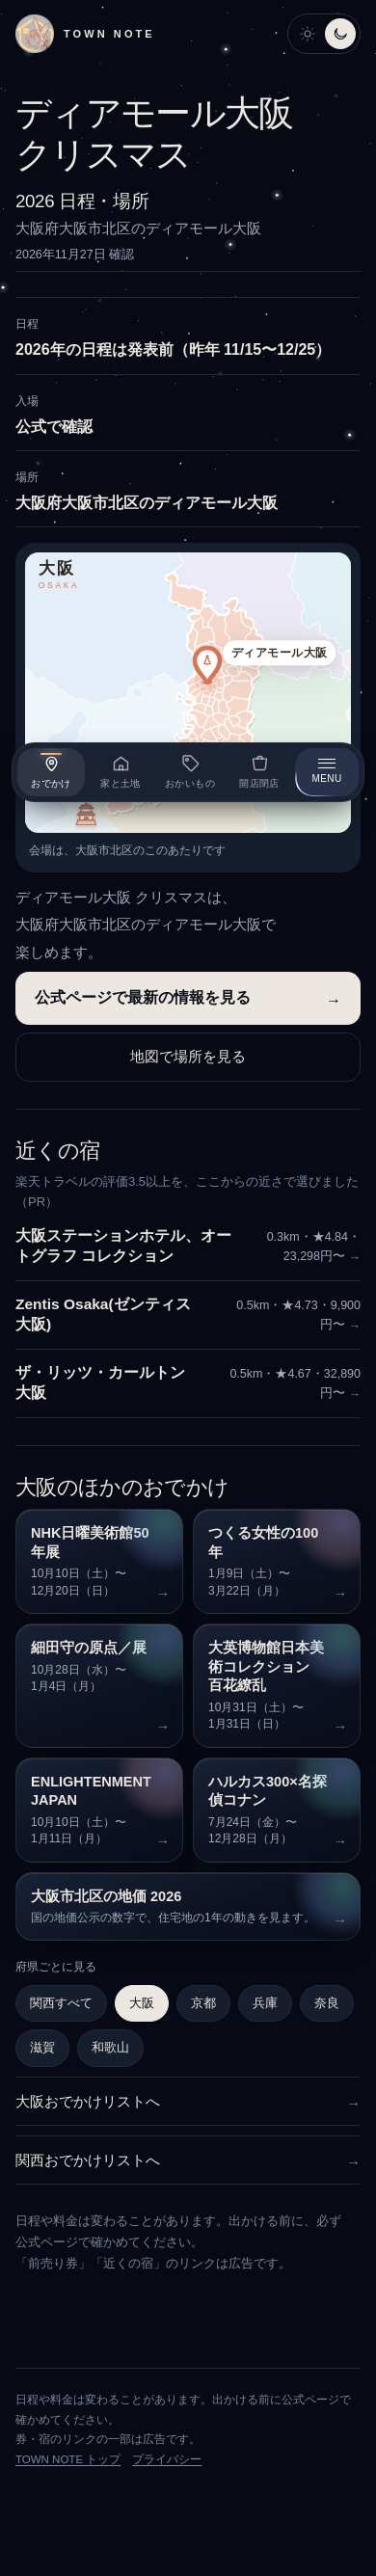 TOWN NOTE
ディアモール大阪
クリスマス
2026 日程・場所
大阪府大阪市北区のディアモール大阪
2026年11月27日 確認
日程
2026年の日程は発表前（昨年 11/15〜12/25）
入場
公式で確認
場所
大阪府大阪市北区のディアモール大阪
大阪
OSAKA
ディアモール大阪
おでかけ
家と土地
おかいもの
開店閉店
MENU
会場は、大阪市北区のこのあたりです
ディアモール大阪 クリスマスは、
大阪府大阪市北区のディアモール大阪で
楽しめます。
公式ページで最新の情報を見る →
地図で場所を見る
近くの宿
楽天トラベルの評価3.5以上を、ここからの近さで選びました
（PR）
大阪ステーションホテル、オー
トグラフ コレクション
0.3km・★4.84・
23,298円〜 →
Zentis Osaka(ゼンティス
大阪)
0.5km・★4.73・9,900
円〜 →
ザ・リッツ・カールトン
大阪
0.5km・★4.67・32,890
円〜 →
大阪のほかのおでかけ
NHK日曜美術館50
年展
10月10日（土）〜
12月20日（日） →
つくる女性の100
年
1月9日（土）〜
3月22日（月） →
細田守の原点／展
10月28日（水）〜
1月4日（月）
→
大英博物館日本美
術コレクション
百花繚乱
10月31日（土）〜
1月31日（日） →
ENLIGHTENMENT
JAPAN
10月10日（土）〜
1月11日（月） →
ハルカス300×名探
偵コナン
7月24日（金）〜
12月28日（月） →
大阪市北区の地価 2026
国の地価公示の数字で、住宅地の1年の動きを見ます。 →
府県ごとに見る
関西すべて
大阪
京都
兵庫
奈良
滋賀
和歌山
大阪おでかけリストへ →
関西おでかけリストへ →
日程や料金は変わることがあります。出かける前に、必ず
公式ページで確かめてください。
「前売り券」「近くの宿」のリンクは広告です。
日程や料金は変わることがあります。出かける前に公式ページで
確かめてください。
券・宿のリンクの一部は広告です。
TOWN NOTE トップ プライバシー